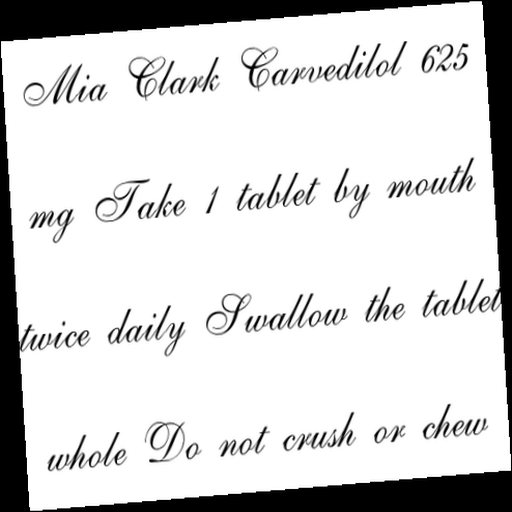 Mia Clark Carvedilol 625
mg Take 1 tablet by mouth
twice daily Swallow the tablet
whole Do not crush or chew